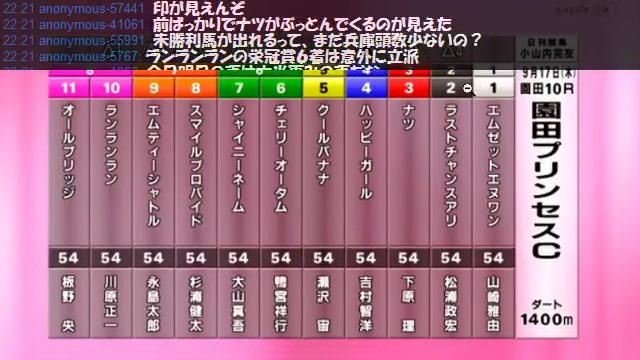 22:21 anonymous-57441 印が見えんぞ
22:21 anonymous-41061 前ばっかりでナツがぶっとんでくるのが見えた
22:21 anonymous-55991 未勝利馬が出れるって、まだ兵庫頭数少ないの？
22:21 anonymous-5767 ランランランの栄冠賞6着は意外に立派
日刊競馬
小山内完友
9月17日(木)
園田10R
園田プリンセスC
ダート
1400m
1 エムゼットエヌワン 54 山崎雅由
2 ラストチャンスアリ 54 松浦政宏
3 ナツ 54 下原 理
4 ハッピーガール 54 吉村智洋
5 クールバナナ 54 瀬沢 宙
6 チェリーオータム 54 鴨宮祥行
7 シャイニーネーム 54 大山真吾
8 スマイルプロバイド 54 杉浦健太
9 エムティーシャトル 54 永島太郎
10 ランランラン 54 川原正一
11 オールブリッジ 54 板野 央